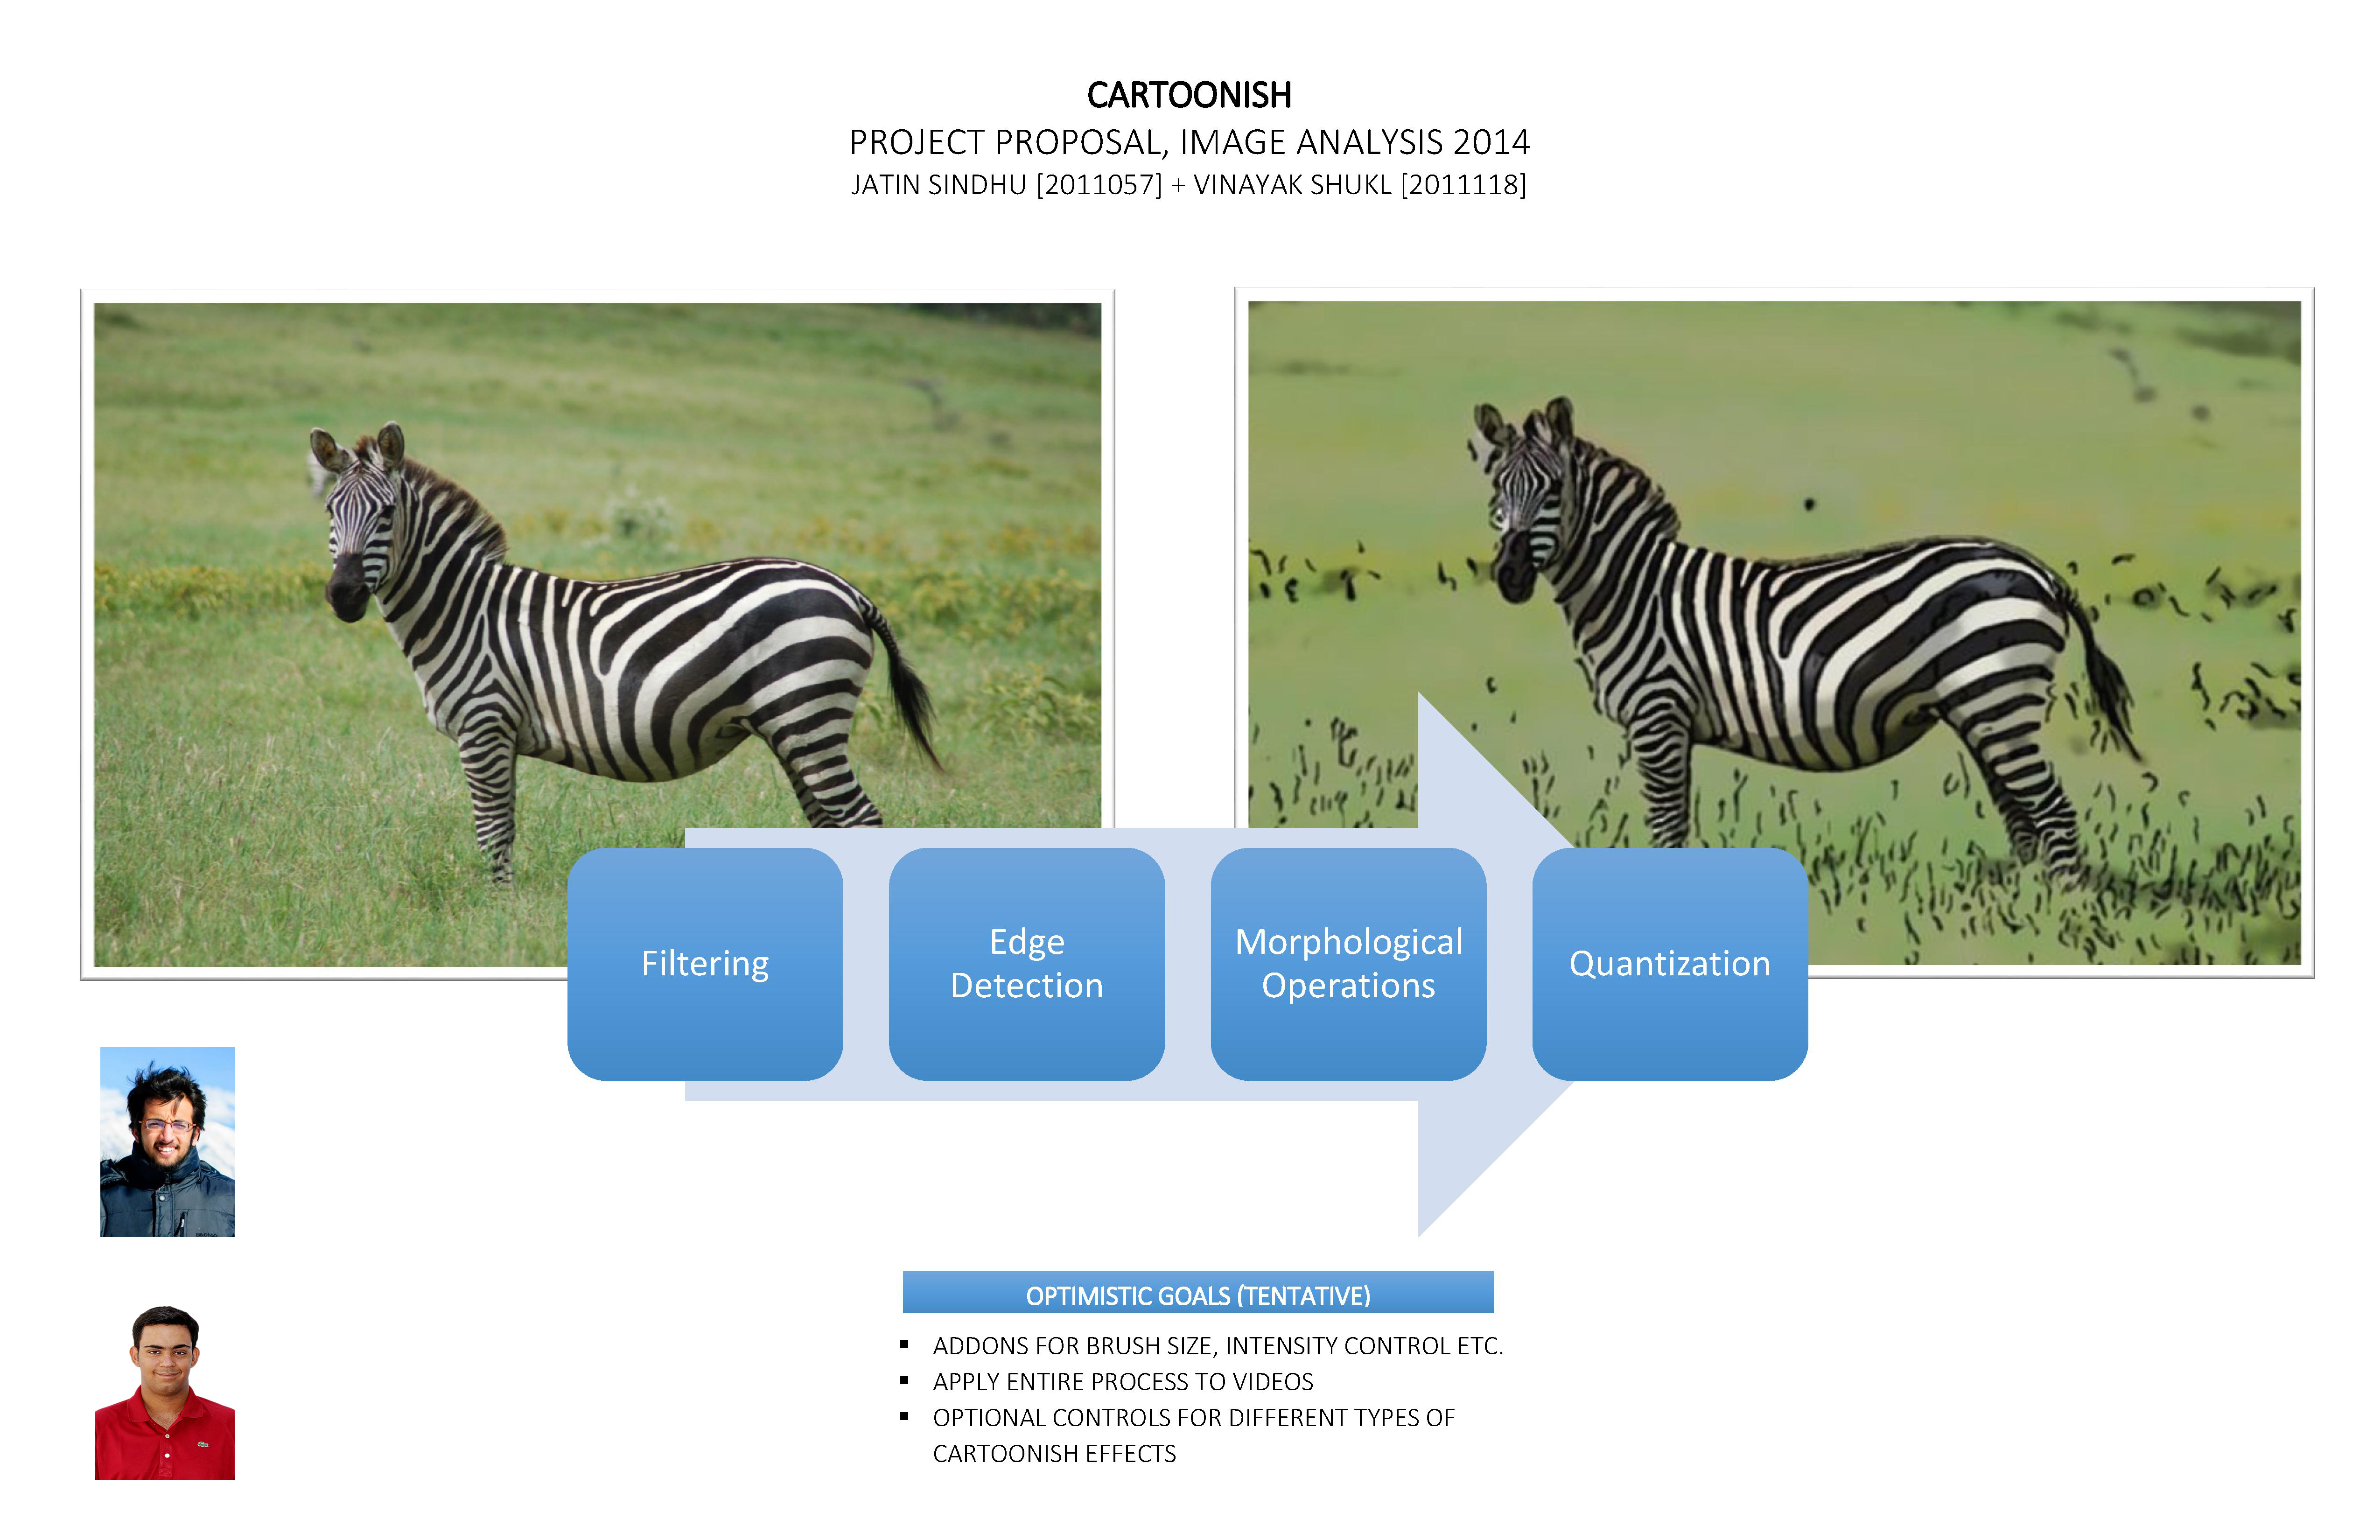 CARTOONISH
PROJECT PROPOSAL, IMAGE ANALYSIS 2014
JATIN SINDHU [2011057] + VINAYAK SHUKL [2011118]
Filtering
Edge
Detection
Morphological
Operations
Quantization
OPTIMISTIC GOALS (TENTATIVE)
▪ ADDONS FOR BRUSH SIZE, INTENSITY CONTROL ETC.
▪ APPLY ENTIRE PROCESS TO VIDEOS
▪ OPTIONAL CONTROLS FOR DIFFERENT TYPES OF
CARTOONISH EFFECTS